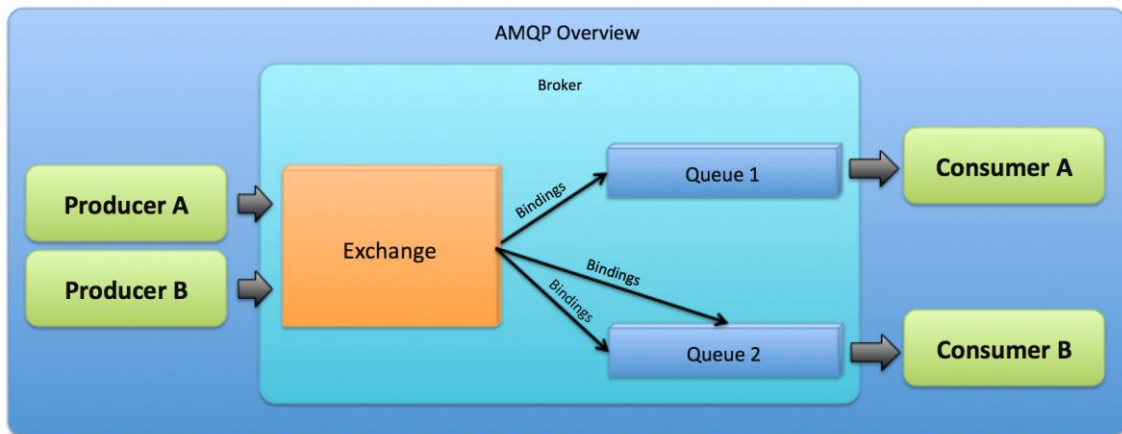 AMQP Overview
Broker
Producer A
Producer B
Exchange
Bindings
Bindings
Bindings
Queue 1
Queue 2
Consumer A
Consumer B